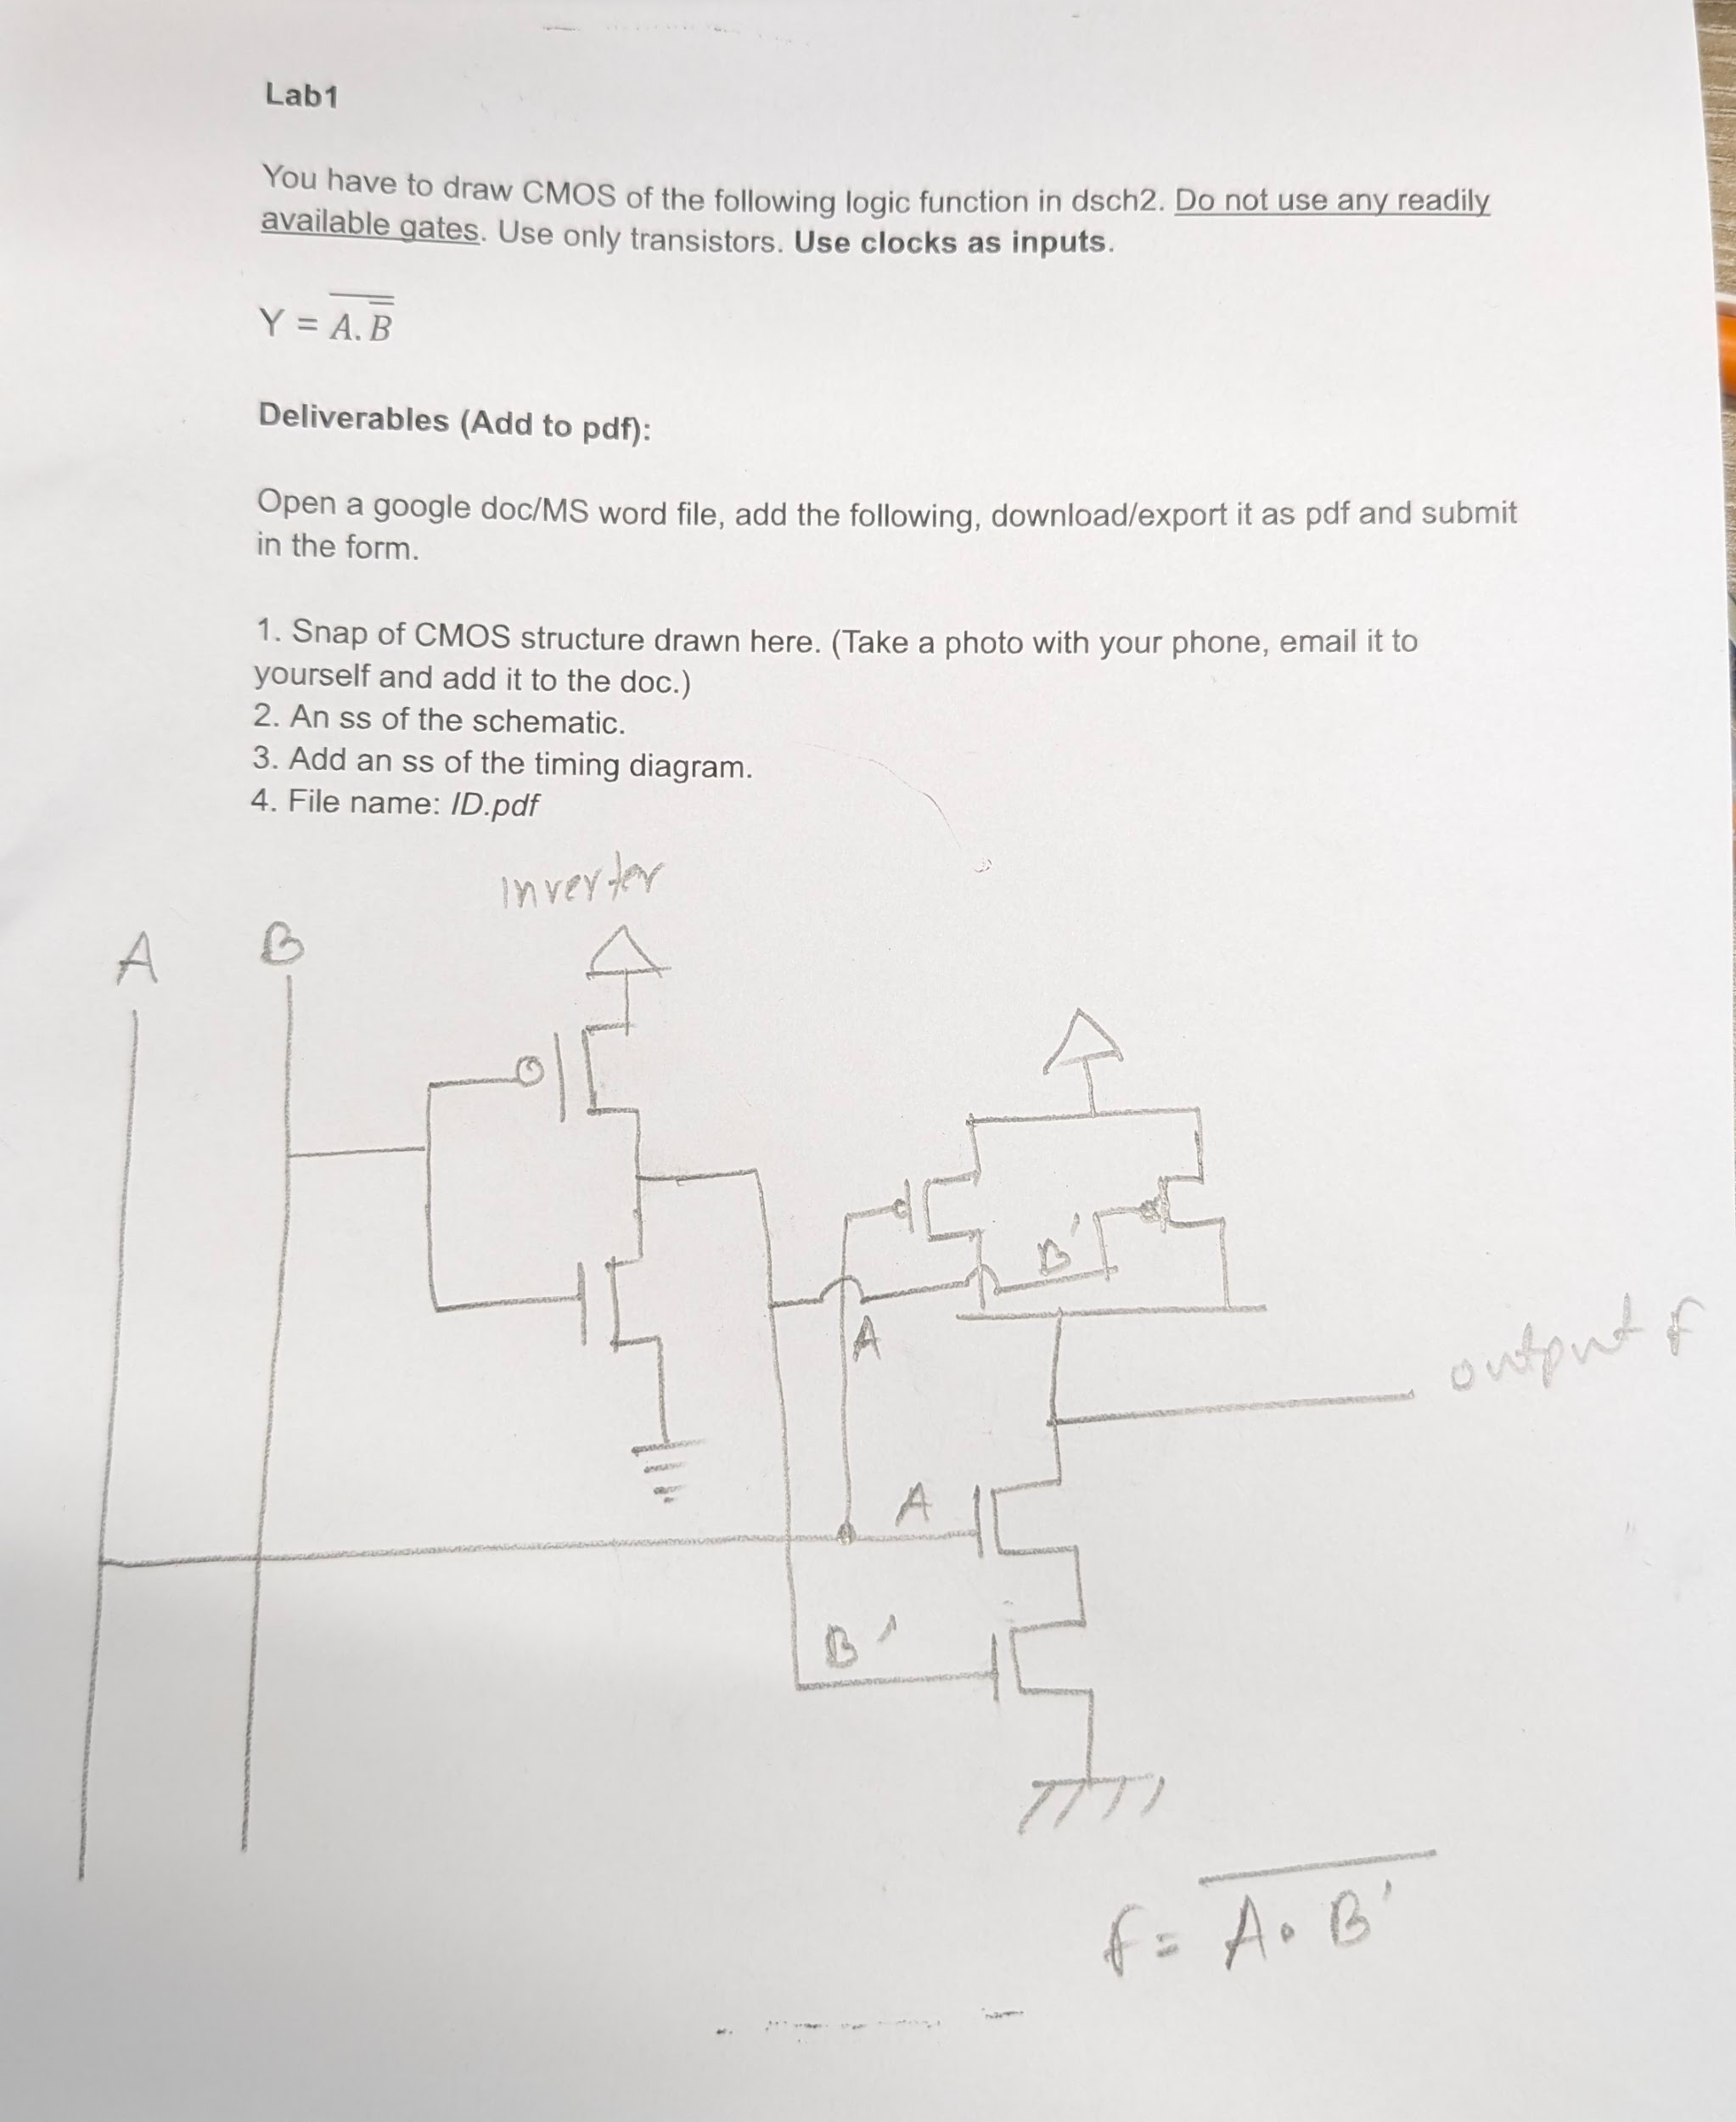 Lab1
You have to draw CMOS of the following logic function in dsch2. Do not use any readily
available gates. Use only transistors. Use clocks as inputs.
Y = \overline{A.\overline{\overline{B}}}
Deliverables (Add to pdf):
Open a google doc/MS word file, add the following, download/export it as pdf and submit
in the form.
1. Snap of CMOS structure drawn here. (Take a photo with your phone, email it to
yourself and add it to the doc.)
2. An ss of the schematic.
3. Add an ss of the timing diagram.
4. File name: ID.pdf
inverter
A
B
B'
A
output f
A
B'
f = \overline{A. B'}